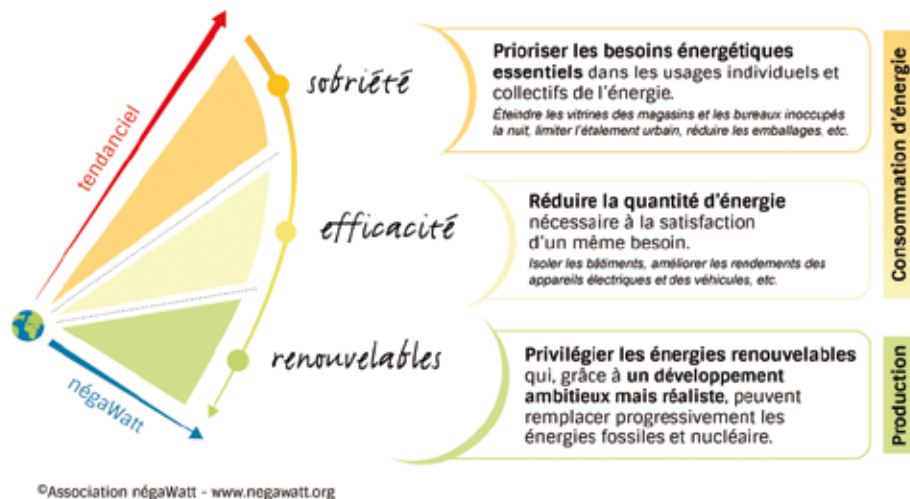 tendanciel
négaWatt
sobriété
Prioriser les besoins énergétiques
essentiels dans les usages individuels et
collectifs de l'énergie.
Éteindre les vitrines des magasins et les bureaux inoccupés
la nuit, limiter l'étalement urbain, réduire les emballages, etc.
efficacité
Réduire la quantité d'énergie
nécessaire à la satisfaction
d'un même besoin.
Isoler les bâtiments, améliorer les rendements des
appareils électriques et des véhicules, etc.
Consommation d'énergie
renouvelables
Privilégier les énergies renouvelables
qui, grâce à un développement
ambitieux mais réaliste, peuvent
remplacer progressivement les
énergies fossiles et nucléaire.
Production
©Association négaWatt - www.negawatt.org